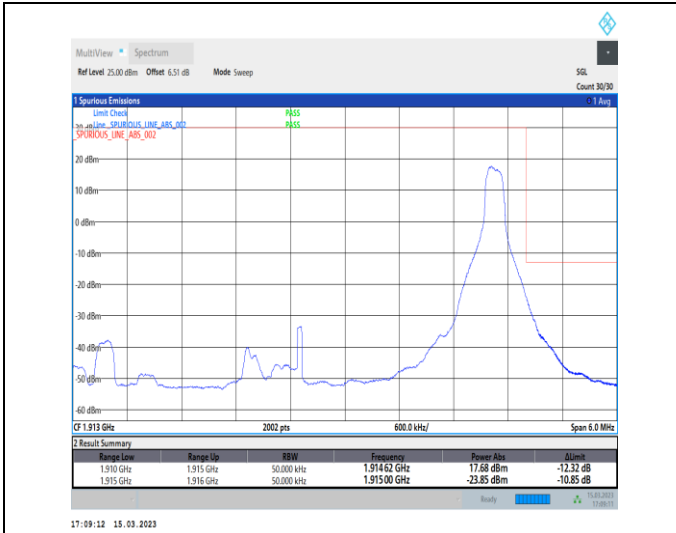 MultiView Spectrum
Ref Level 25.00 dBm Offset 6.51 dB Mode Sweep SGL
Count 30/30
1 Spurious Emissions 1 Avg
Limit Check PASS
Line _SPURIOUS_LINE_ABS_002 PASS
_SPURIOUS_LINE_ABS_002
20 dBm
10 dBm
0 dBm
-10 dBm
-20 dBm
-30 dBm
-40 dBm
-50 dBm
-60 dBm
CF 1.913 GHz 2002 pts 600.0 kHz/ Span 6.0 MHz
2 Result Summary
Range Low Range Up RBW Frequency Power Abs ΔLimit
1.910 GHz 1.915 GHz 50.000 kHz 1.91462 GHz 17.68 dBm -12.32 dB
1.915 GHz 1.916 GHz 50.000 kHz 1.91500 GHz -23.85 dBm -10.85 dB
Ready 15.03.2023
17:09:11
17:09:12 15.03.2023